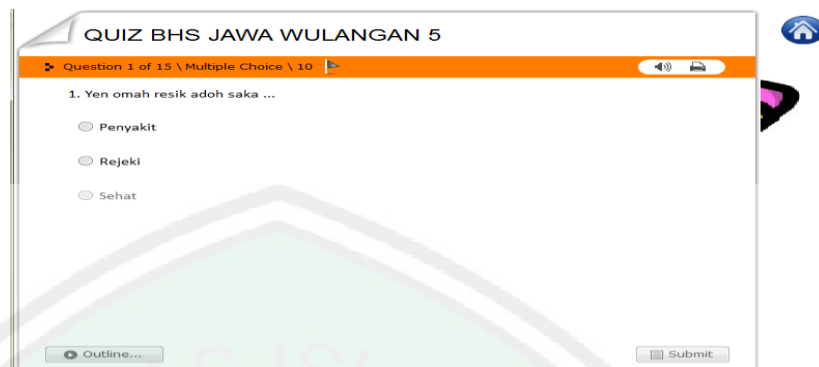 QUIZ BHS JAWA WULANGAN 5
Question 1 of 15 \ Multiple Choice \ 10
1. Yen omah resik adoh saka ...
Penyakit
Rejeki
Sehat
Outline...
Submit